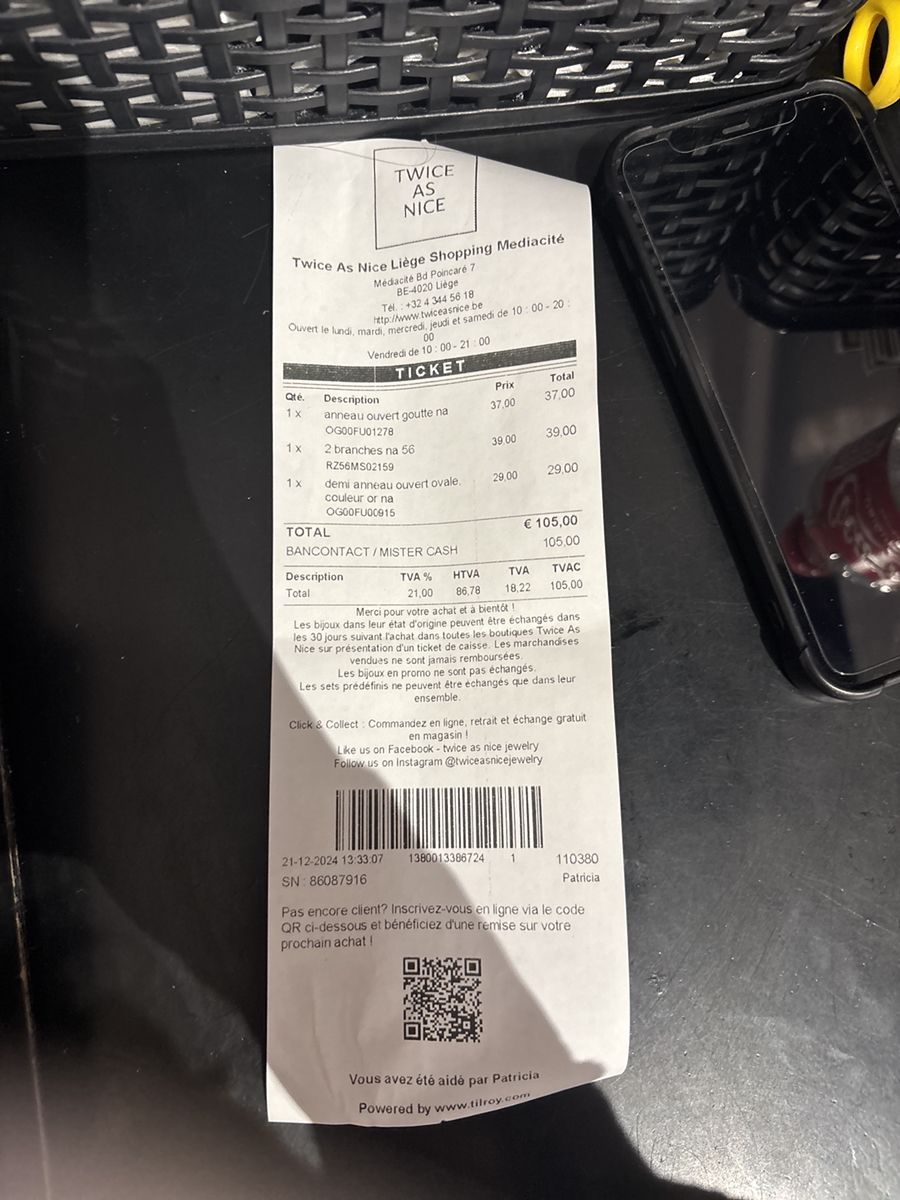 TWICE
AS
NICE
Twice As Nice Liège Shopping Mediacité
Médiacité Bd Poincaré 7
BE-4020 Liège
Tél. : +32 4 344 56 18
http://www.twiceasnice.be
Ouvert le lundi, mardi, mercredi, jeudi et samedi de 10 : 00 - 20 :
00
Vendredi de 10 : 00 - 21 : 00
TICKET
Qté. Description Prix Total
1 x anneau ouvert goutte na 37,00 37,00
OG00FU01278
1 x 2 branches na 56 39,00 39,00
RZ56MS02159
1 x demi anneau ouvert ovale, 29,00 29,00
couleur or na
OG00FU00915
TOTAL € 105,00
BANCONTACT / MISTER CASH 105,00
Description TVA % HTVA TVA TVAC
Total 21,00 86,78 18,22 105,00
Merci pour votre achat et à bientôt !
Les bijoux dans leur état d'origine peuvent être échangés dans
les 30 jours suivant l'achat dans toutes les boutiques Twice As
Nice sur présentation d'un ticket de caisse. Les marchandises
vendues ne sont jamais remboursées.
Les bijoux en promo ne sont pas échangés.
Les sets prédéfinis ne peuvent être échangés que dans leur
ensemble.
Click & Collect : Commandez en ligne, retrait et échange gratuit
en magasin !
Like us on Facebook - twice as nice jewelry
Follow us on Instagram @twiceasnicejewelry
21-12-2024 13:33:07 1380013386724 1 110380
SN : 86087916 Patricia
Pas encore client? Inscrivez-vous en ligne via le code
QR ci-dessous et bénéficiez d'une remise sur votre
prochain achat !
Vous avez été aidé par Patricia
Powered by www.tilroy.com